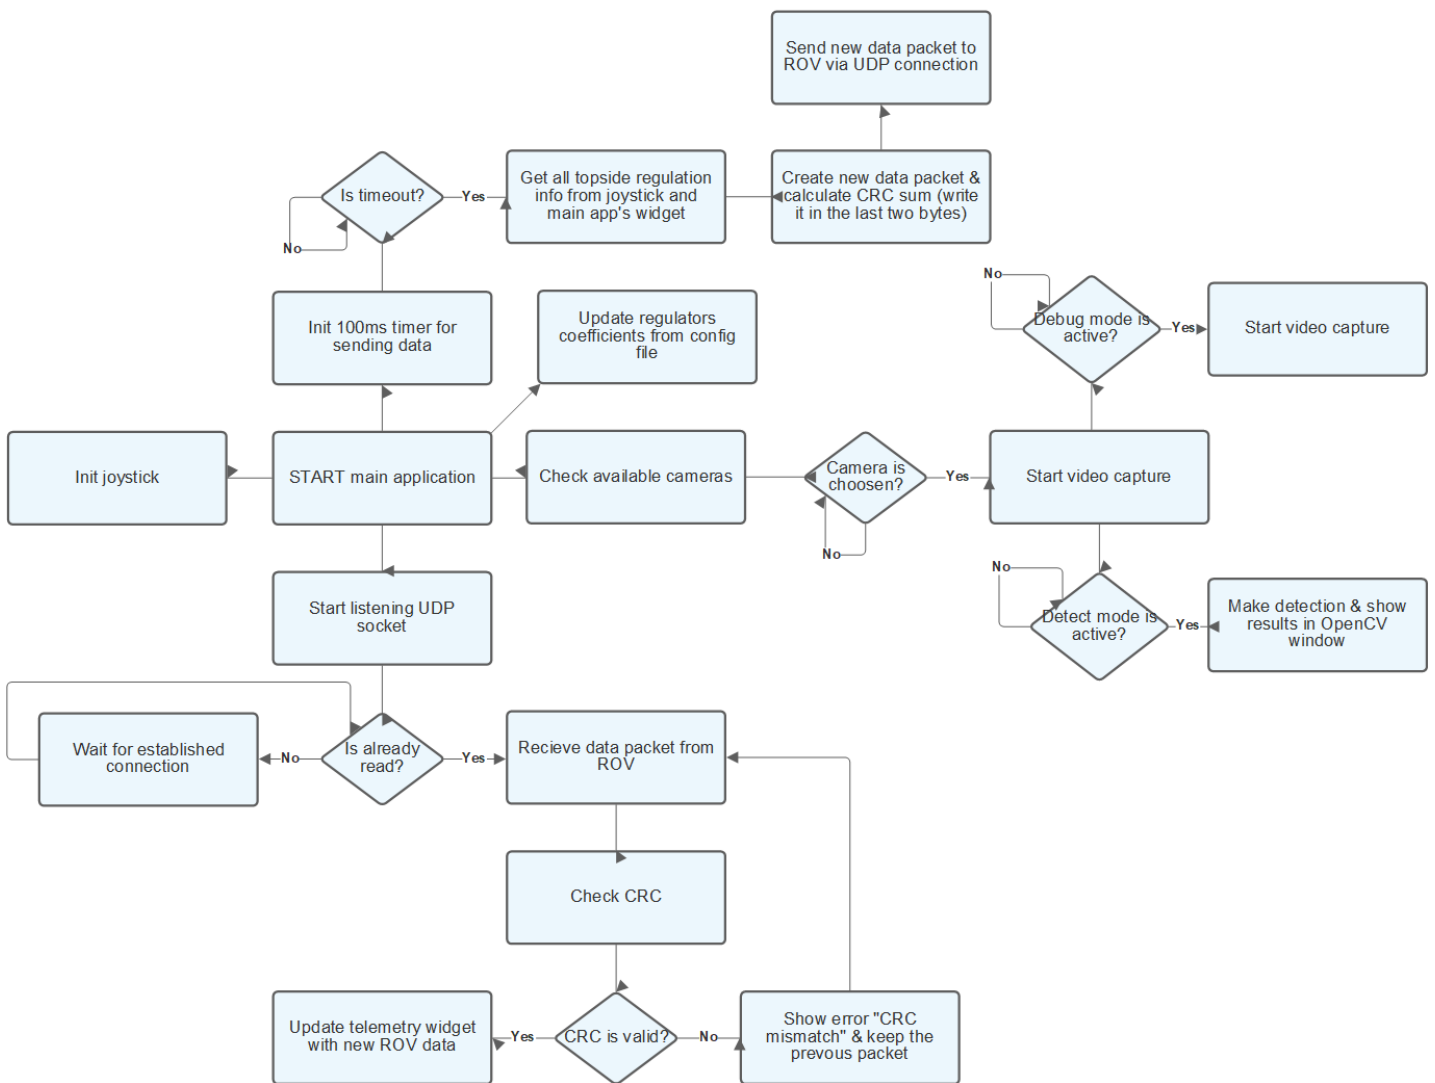 Send new data packet to
ROV via UDP connection
Is timeout?
Yes
No
Get all topside regulation
info from joystick and
main app's widget
Create new data packet &
calculate CRC sum (write
it in the last two bytes)
Init 100ms timer for
sending data
Update regulators
coefficients from config
file
No
Debug mode is
active?
Yes
Start video capture
Init joystick
START main application
Check available cameras
Camera is
choosen?
Yes
No
Start video capture
Start listening UDP
socket
No
Detect mode is
active?
Yes
Make detection & show
results in OpenCV
window
Wait for established
connection
No
Is already
read?
Yes
Recieve data packet from
ROV
Check CRC
Update telemetry widget
with new ROV data
Yes
CRC is valid?
No
Show error "CRC
mismatch" & keep the
prevous packet